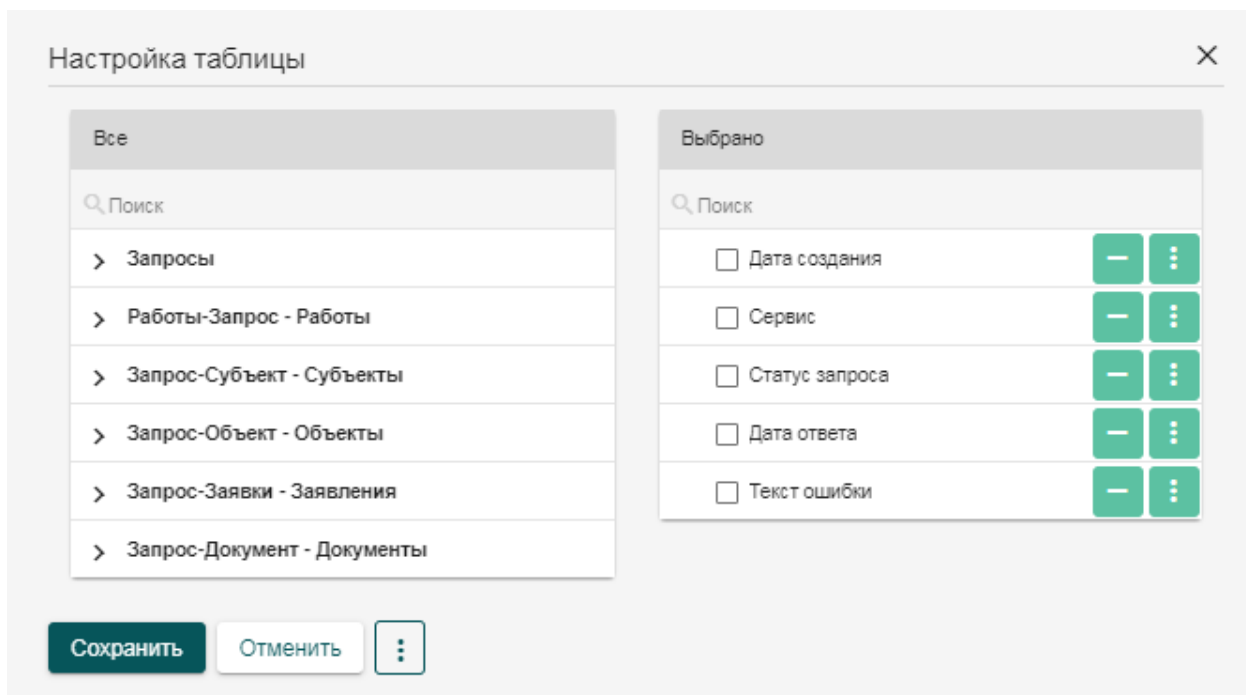 Настройка таблицы
Все
Поиск
Запросы
Работы-Запрос - Работы
Запрос-Субъект - Субъекты
Запрос-Объект - Объекты
Запрос-Заявки - Заявления
Запрос-Документ - Документы
Выбрано
Поиск
Дата создания
Сервис
Статус запроса
Дата ответа
Текст ошибки
Сохранить
Отменить